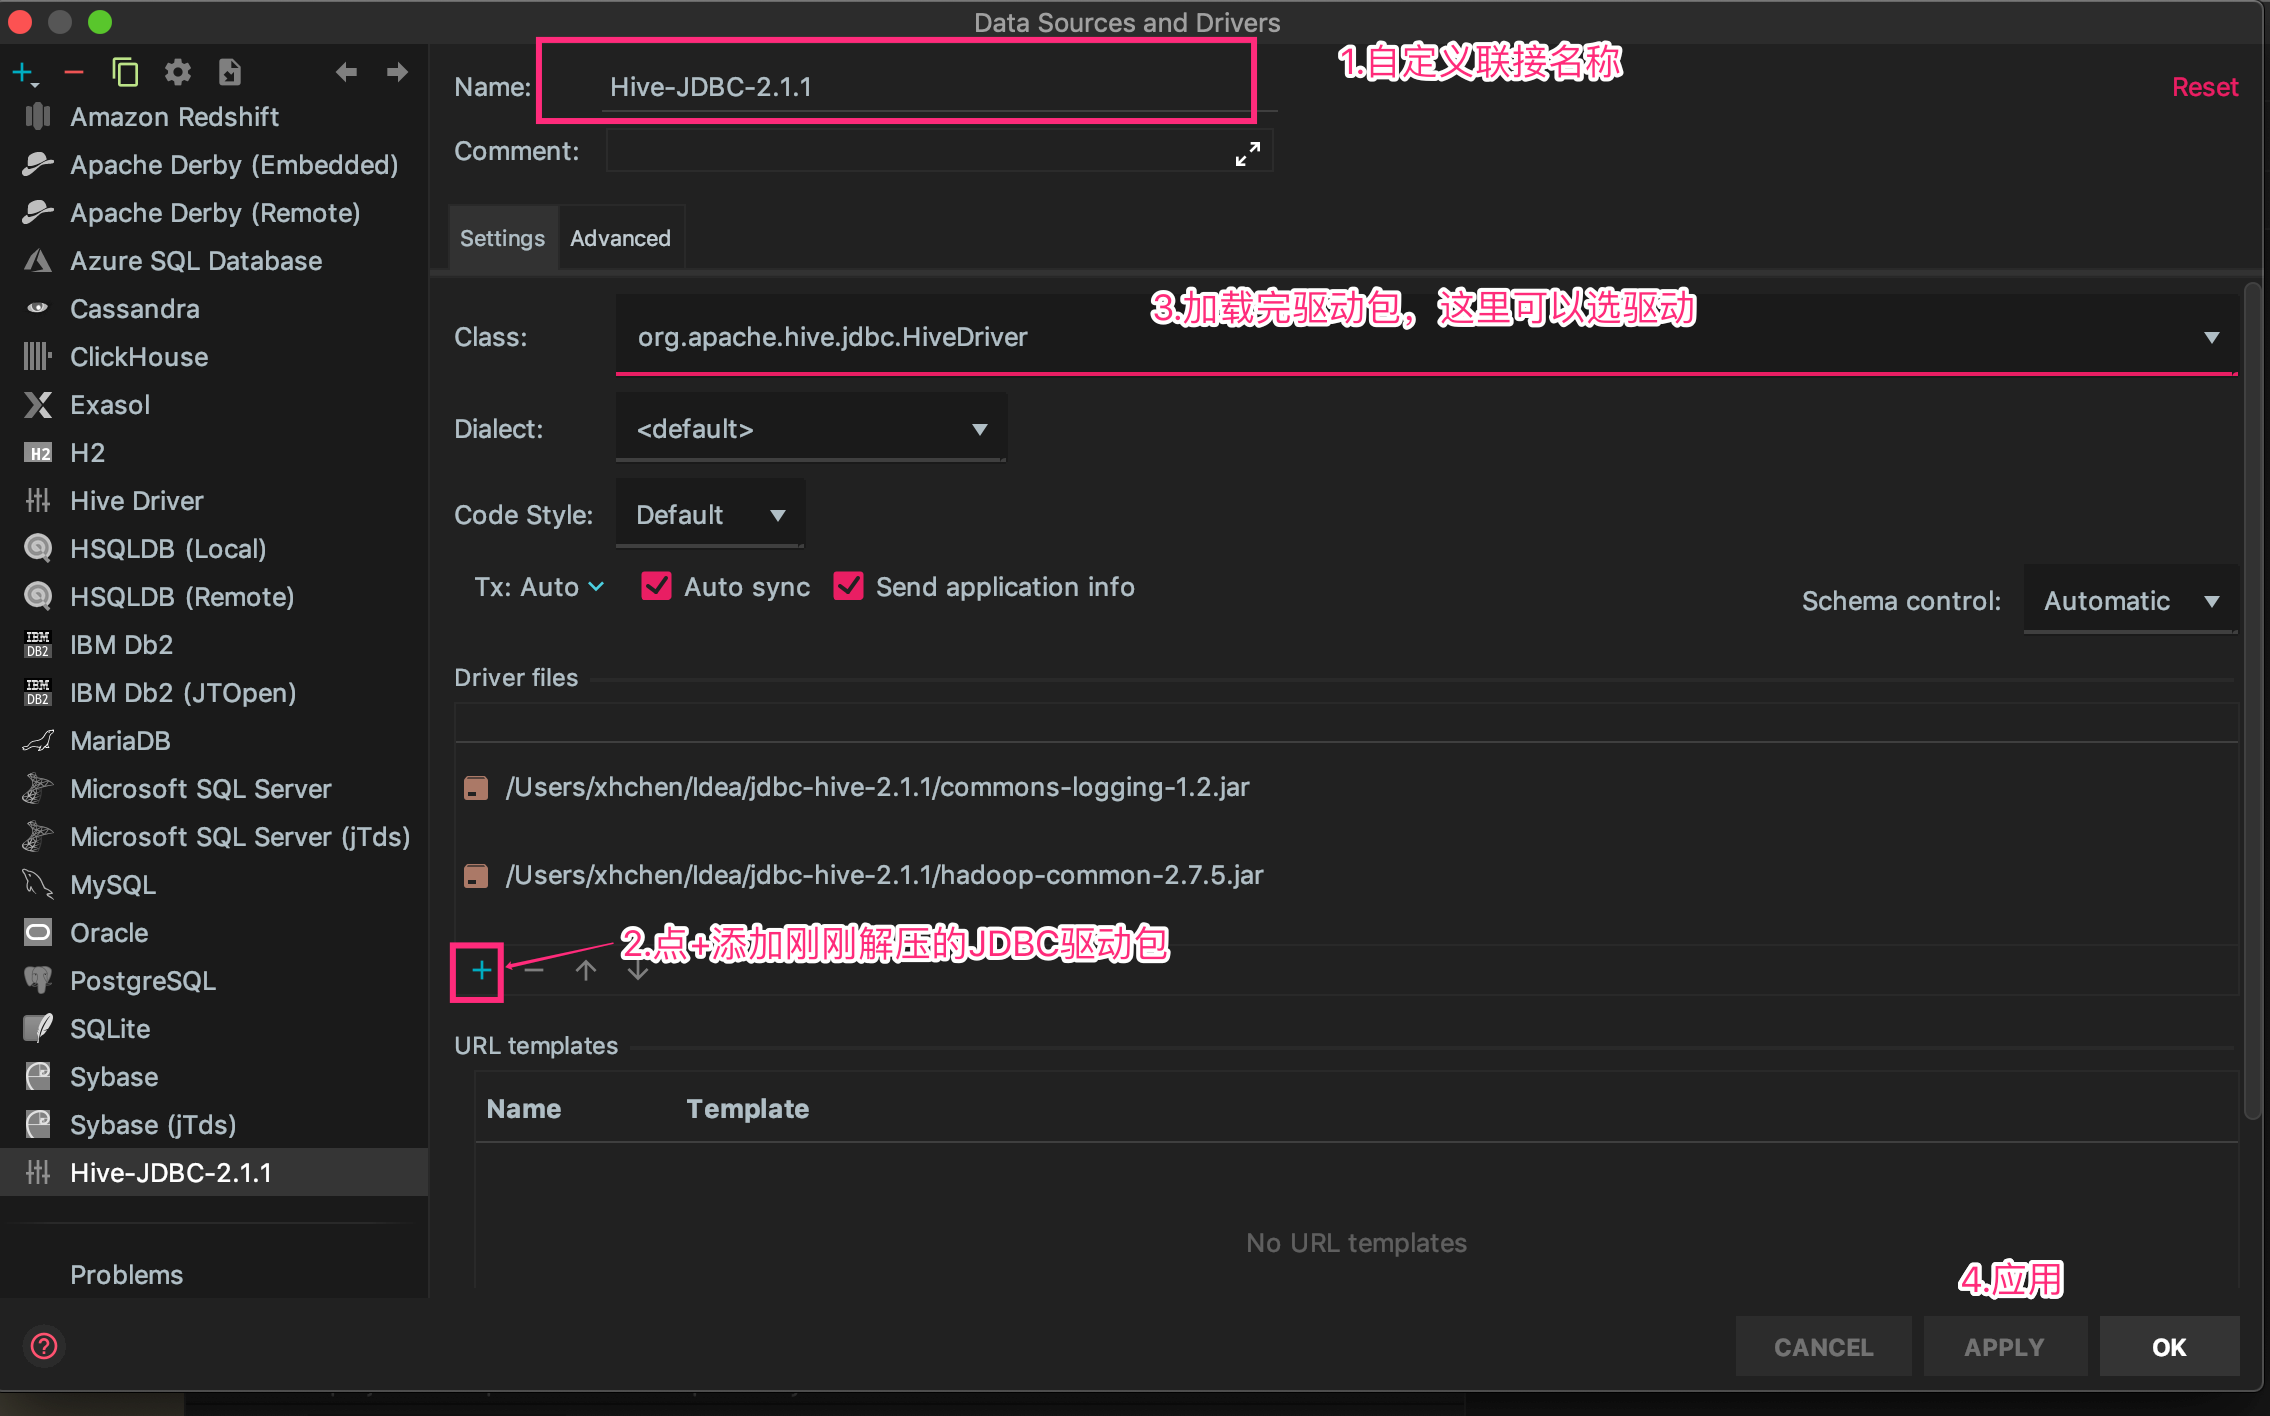 Data Sources and Drivers
Amazon Redshift
Apache Derby (Embedded)
Apache Derby (Remote)
Azure SQL Database
Cassandra
ClickHouse
Exasol
H2 H2
Hive Driver
HSQLDB (Local)
HSQLDB (Remote)
IBM DB2 IBM Db2
IBM DB2 IBM Db2 (JTOpen)
MariaDB
Microsoft SQL Server
Microsoft SQL Server (jTds)
MySQL
Oracle
PostgreSQL
SQLite
Sybase
Sybase (jTds)
Hive-JDBC-2.1.1
Problems
Name: Hive-JDBC-2.1.1
1.自定义联接名称
Reset
Comment:
Settings Advanced
3.加载完驱动包，这里可以选驱动
Class: org.apache.hive.jdbc.HiveDriver
Dialect: <default>
Code Style: Default
Tx: Auto Auto sync Send application info
Schema control: Automatic
Driver files
/Users/xhchen/Idea/jdbc-hive-2.1.1/commons-logging-1.2.jar
/Users/xhchen/Idea/jdbc-hive-2.1.1/hadoop-common-2.7.5.jar
2.点+添加刚刚解压的JDBC驱动包
URL templates
Name Template
No URL templates
4.应用
CANCEL APPLY OK